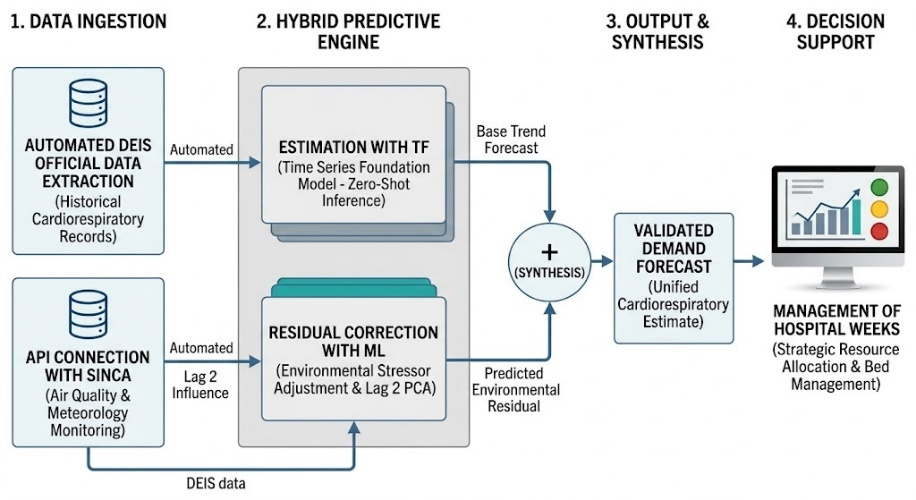 1. DATA INGESTION
2. HYBRID PREDICTIVE
ENGINE
3. OUTPUT &
SYNTHESIS
4. DECISION
SUPPORT
AUTOMATED DEIS
OFFICIAL DATA
EXTRACTION
(Historical
Cardiorespiratory
Records)
Automated
ESTIMATION WITH TF
(Time Series Foundation
Model - Zero-Shot
Inference)
Base Trend
Forecast
API CONNECTION
WITH SINCA
(Air Quality &
Meteorology
Monitoring)
Automated
Lag 2
Influence
RESIDUAL CORRECTION
WITH ML
(Environmental Stressor
Adjustment & Lag 2 PCA)
Predicted
Environmental
Residual
DEIS data
+
(SYNTHESIS)
VALIDATED
DEMAND
FORECAST
(Unified
Cardiorespiratory
Estimate)
MANAGEMENT OF
HOSPITAL WEEKS
(Strategic Resource
Allocation & Bed
Management)